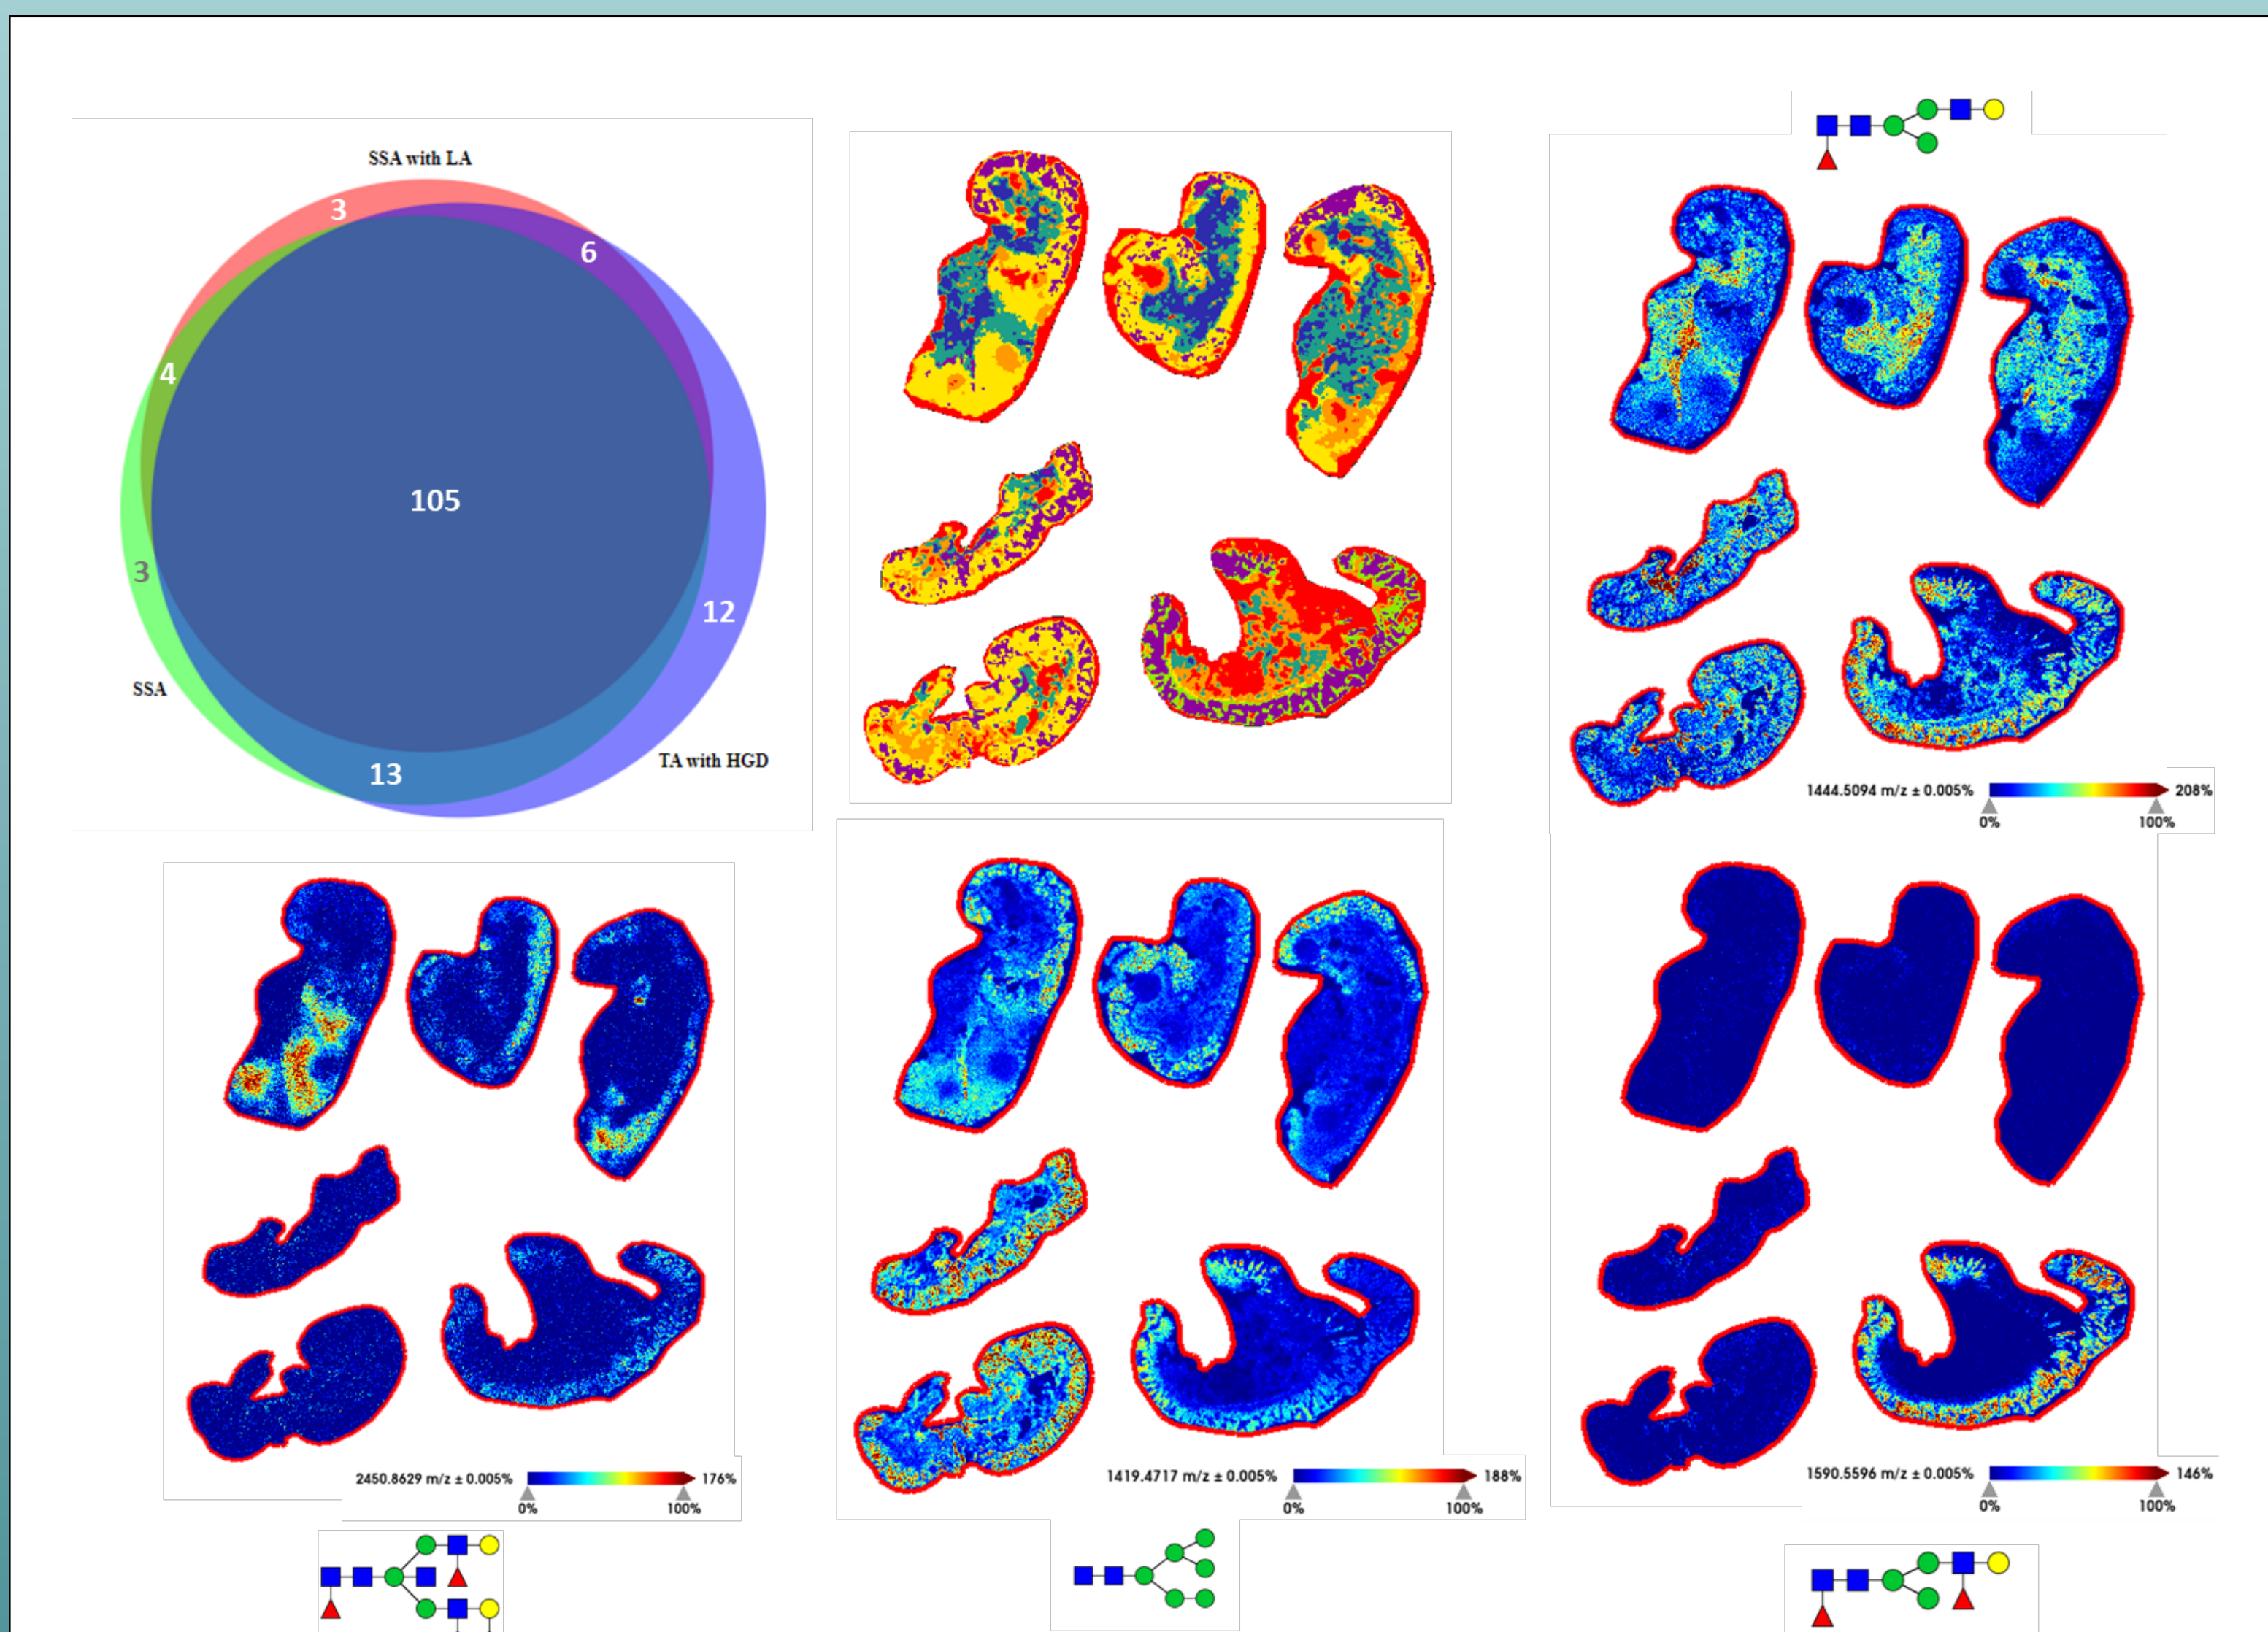 SSA with LA
3
6
4
105
3
12
SSA
TA with HGD
13
1444.5094 m/z ± 0.005%
208%
0%
100%
2450.8629 m/z ± 0.005%
176%
0%
100%
1419.4717 m/z ± 0.005%
188%
0%
100%
1590.5596 m/z ± 0.005%
146%
0%
100%